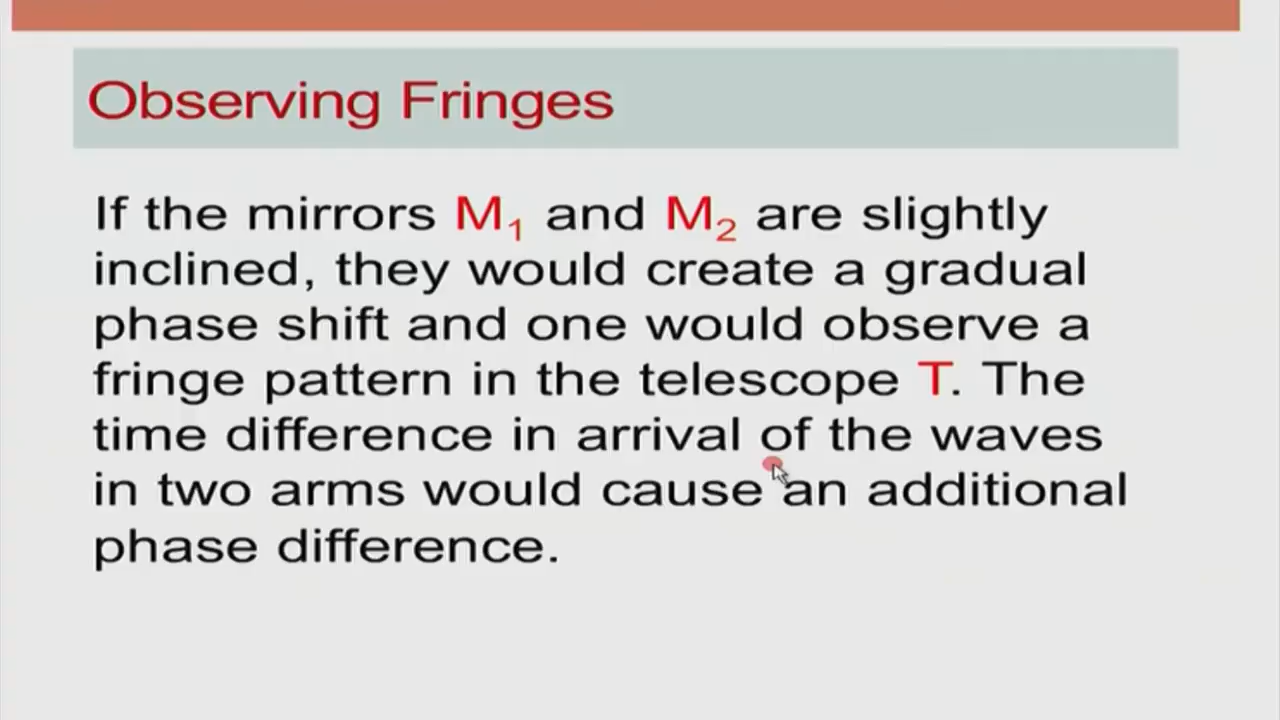 Observing Fringes
If the mirrors M₁ and M₂ are slightly
inclined, they would create a gradual
phase shift and one would observe a
fringe pattern in the telescope T. The
time difference in arrival of the waves
in two arms would cause an additional
phase difference.